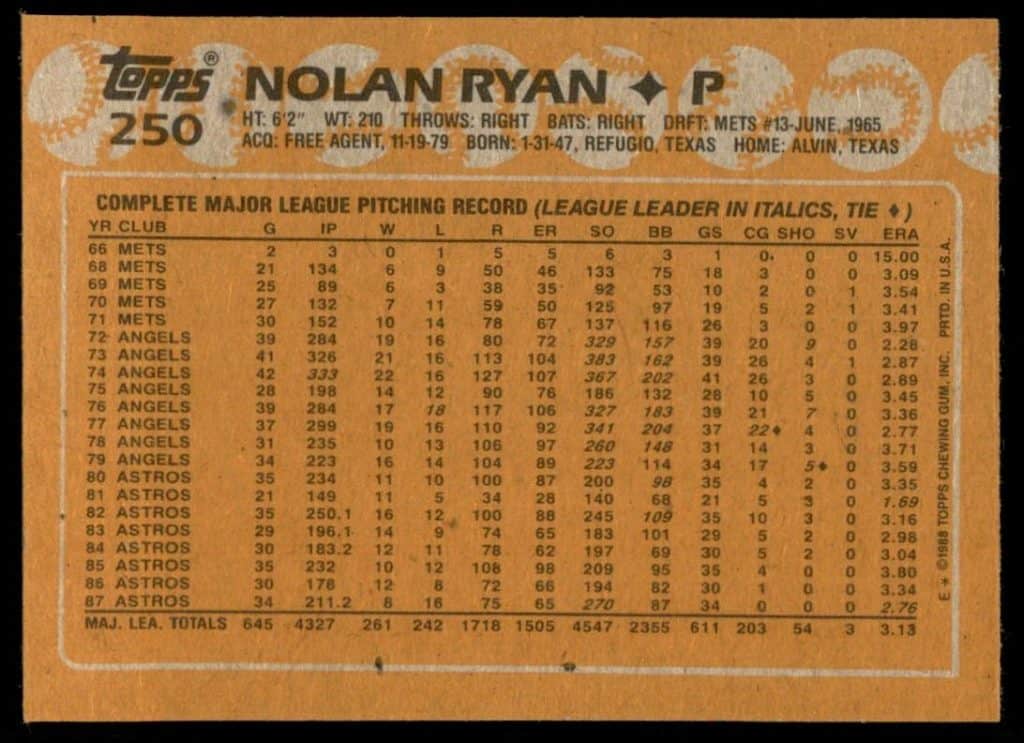 Topps® NOLAN RYAN ✦ P
250 HT: 6'2" WT: 210 THROWS: RIGHT BATS: RIGHT DRFT: METS #13-JUNE, 1965
ACQ: FREE AGENT, 11-19-79 BORN: 1-31-47, REFUGIO, TEXAS HOME: ALVIN, TEXAS
COMPLETE MAJOR LEAGUE PITCHING RECORD (LEAGUE LEADER IN ITALICS, TIE ♦)
YR CLUB G IP W L R ER SO BB GS CG SHO SV ERA
66 METS 2 3 0 1 5 5 6 3 1 0 0 0 15.00
68 METS 21 134 6 9 50 46 133 75 18 3 0 0 3.09
69 METS 25 89 6 3 38 35 92 53 10 2 0 1 3.54
70 METS 27 132 7 11 59 50 125 97 19 5 2 1 3.41
71 METS 30 152 10 14 78 67 137 116 26 3 0 0 3.97
72 ANGELS 39 284 19 16 80 72 329 157 39 20 9 0 2.28
73 ANGELS 41 326 21 16 113 104 383 162 39 26 4 1 2.87
74 ANGELS 42 333 22 16 127 107 367 202 41 26 3 0 2.89
75 ANGELS 28 198 14 12 90 76 186 132 28 10 5 0 3.45
76 ANGELS 39 284 17 18 117 106 327 183 39 21 7 0 3.36
77 ANGELS 37 299 19 16 110 92 341 204 37 22♦ 4 0 2.77
78 ANGELS 31 235 10 13 106 97 260 148 31 14 3 0 3.71
79 ANGELS 34 223 16 14 104 89 223 114 34 17 5♦ 0 3.59
80 ASTROS 35 234 11 10 100 87 200 98 35 4 2 0 3.35
81 ASTROS 21 149 11 5 34 28 140 68 21 5 3 0 1.69
82 ASTROS 35 250.1 16 12 100 88 245 109 35 10 3 0 3.16
83 ASTROS 29 196.1 14 9 74 65 183 101 29 5 2 0 2.98
84 ASTROS 30 183.2 12 11 78 62 197 69 30 5 2 0 3.04
85 ASTROS 35 232 10 12 108 98 209 95 35 4 0 0 3.80
86 ASTROS 30 178 12 8 72 66 194 82 30 1 0 0 3.34
87 ASTROS 34 211.2 8 16 75 65 270 87 34 0 0 0 2.76
MAJ. LEA. TOTALS 645 4327 261 242 1718 1505 4547 2355 611 203 54 3 3.13
E * ©1988 TOPPS CHEWING GUM, INC. PRTD. IN U.S.A.